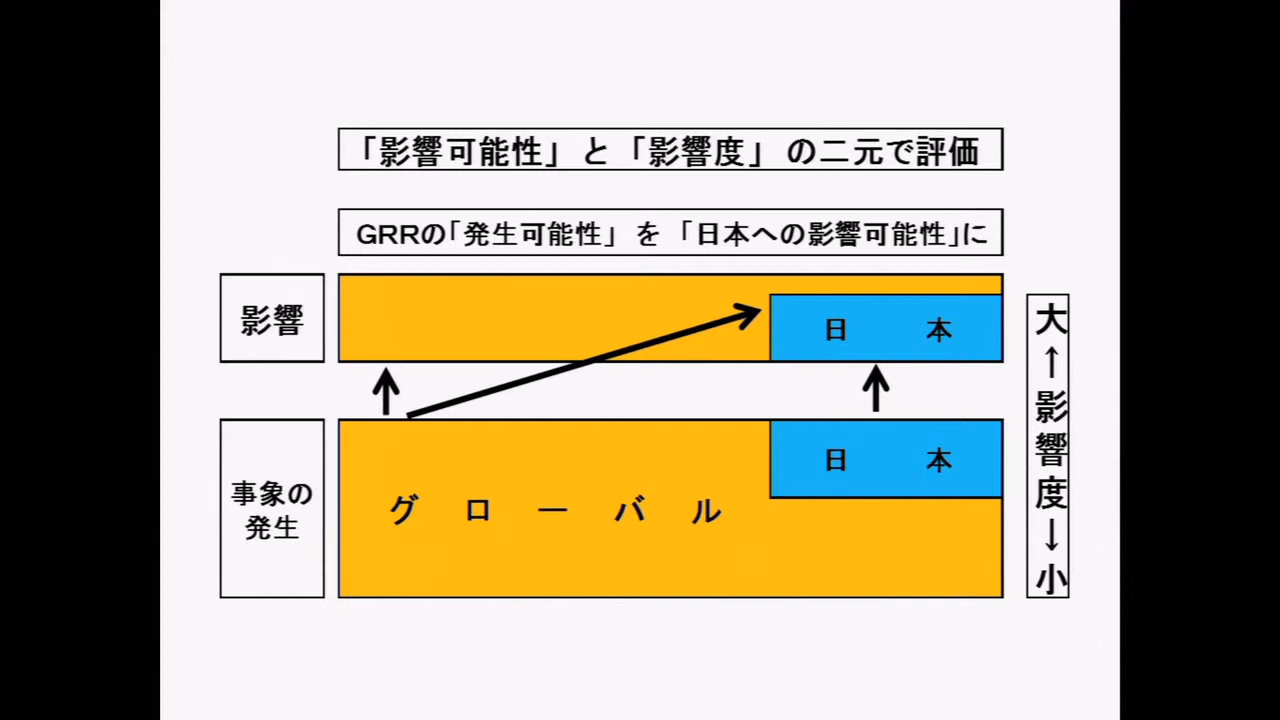 「影響可能性」と「影響度」の二元で評価
GRRの「発生可能性」を「日本への影響可能性」に
影響
日本
事象の
発生
グローバル
日本
大↑影響度↓小